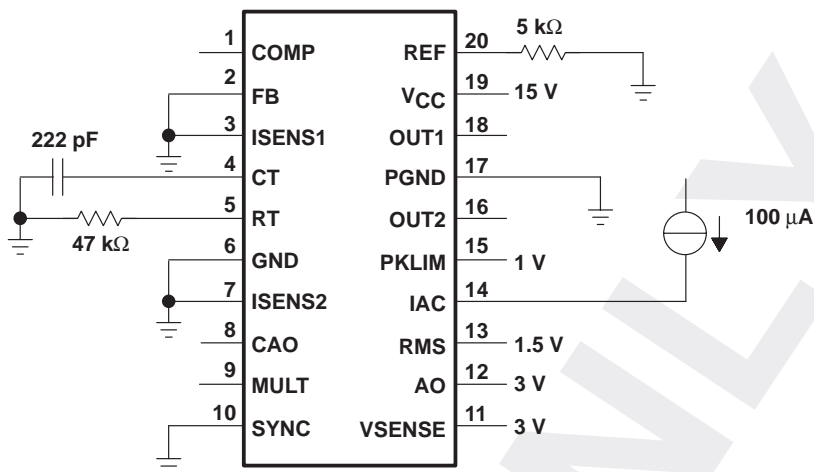 1 COMP
2 FB
3 ISENS1
222 pF
4 CT
5 RT
47 kΩ
6 GND
7 ISENS2
8 CAO
9 MULT
10 SYNC
REF 20 5 kΩ
VCC 19 15 V
OUT1 18
PGND 17
OUT2 16
PKLIM 15 1 V
IAC 14
100 μA
RMS 13 1.5 V
AO 12 3 V
VSENSE 11 3 V